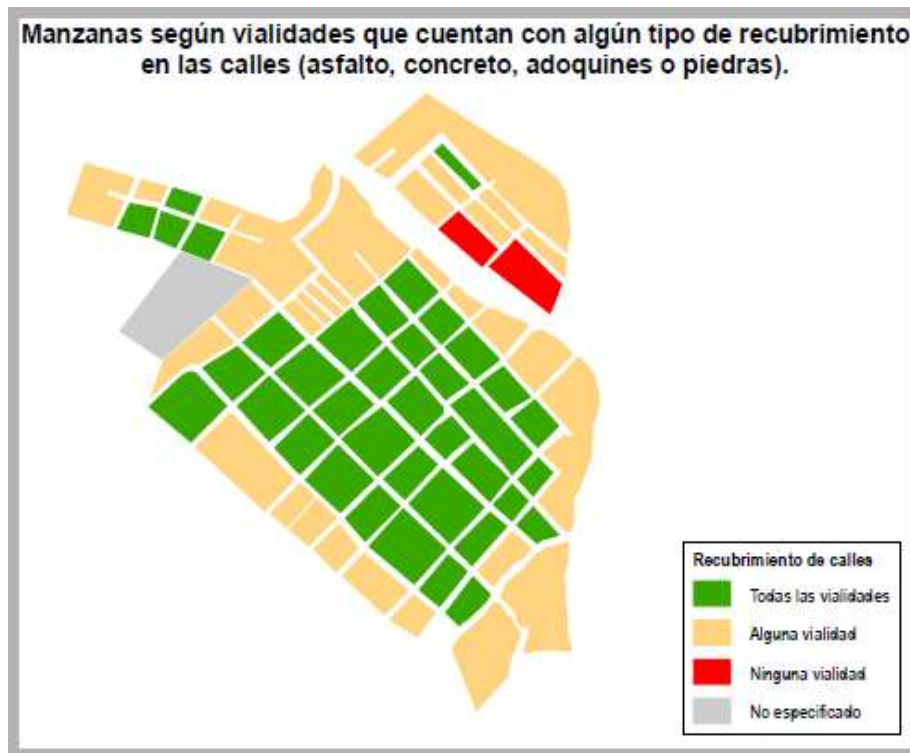 Manzanas según vialidades que cuentan con algún tipo de recubrimiento
en las calles (asfalto, concreto, adoquines o piedras).
Recubrimiento de calles
Todas las vialidades
Alguna vialidad
Ninguna vialidad
No especificado